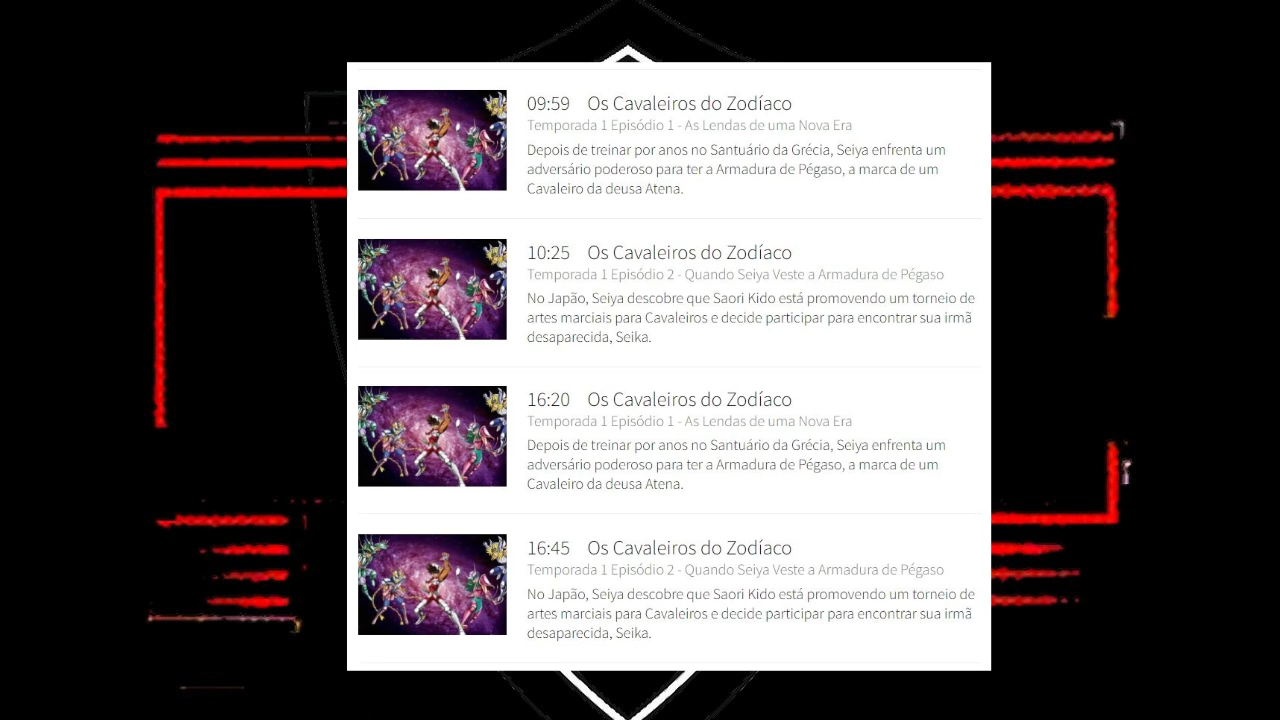 09:59 Os Cavaleiros do Zodíaco
Temporada 1 Episódio 1 - As Lendas de uma Nova Era
Depois de treinar por anos no Santuário da Grécia, Seiya enfrenta um
adversário poderoso para ter a Armadura de Pégaso, a marca de um
Cavaleiro da deusa Atena.
10:25 Os Cavaleiros do Zodíaco
Temporada 1 Episódio 2 - Quando Seiya Veste a Armadura de Pégaso
No Japão, Seiya descobre que Saori Kido está promovendo um torneio de
artes marciais para Cavaleiros e decide participar para encontrar sua irmã
desaparecida, Seika.
16:20 Os Cavaleiros do Zodíaco
Temporada 1 Episódio 1 - As Lendas de uma Nova Era
Depois de treinar por anos no Santuário da Grécia, Seiya enfrenta um
adversário poderoso para ter a Armadura de Pégaso, a marca de um
Cavaleiro da deusa Atena.
16:45 Os Cavaleiros do Zodíaco
Temporada 1 Episódio 2 - Quando Seiya Veste a Armadura de Pégaso
No Japão, Seiya descobre que Saori Kido está promovendo um torneio de
artes marciais para Cavaleiros e decide participar para encontrar sua irmã
desaparecida, Seika.